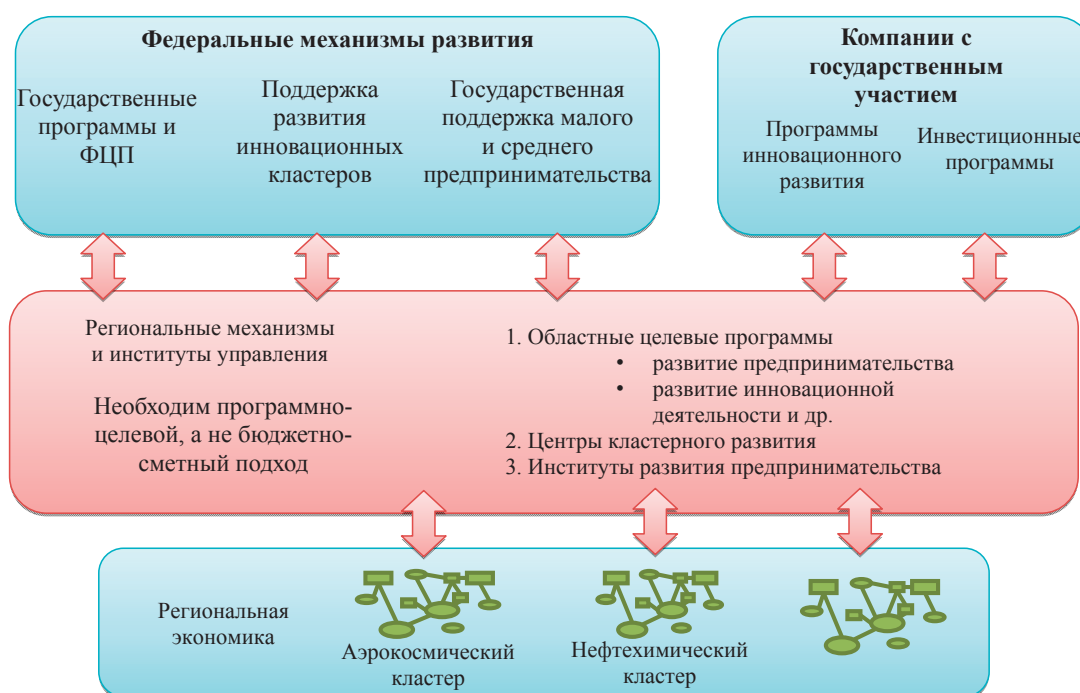 Федеральные механизмы развития
Государственные
программы и
ФЦП
Поддержка
развития
инновационных
кластеров
Государственная
поддержка малого
и среднего
предпринимательства
Компании с
государственным
участием
Программы
инновационного
развития
Инвестиционные
программы
Региональные механизмы
и институты управления
Необходим программно-
целевой, а не бюджетно-
сметный подход
1. Областные целевые программы
• развитие предпринимательства
• развитие инновационной
деятельности и др.
2. Центры кластерного развития
3. Институты развития предпринимательства
Региональная
экономика
Аэрокосмический
кластер
Нефтехимический
кластер